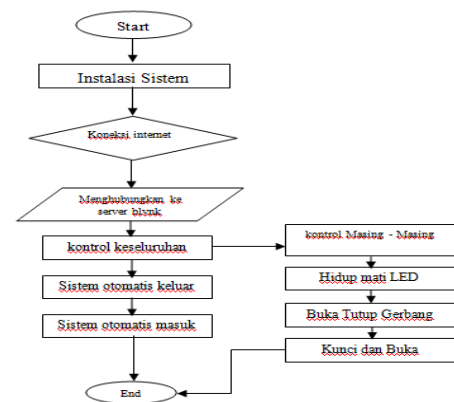 Start
Instalasi Sistem
Koneksi internet
Menghubungkan ke
server blynk
kontrol keseluruhan
Sistem otomatis keluar
Sistem otomatis masuk
kontrol Masing - Masing
Hidup mati LED
Buka Tutup Gerbang
Kunci dan Buka
End